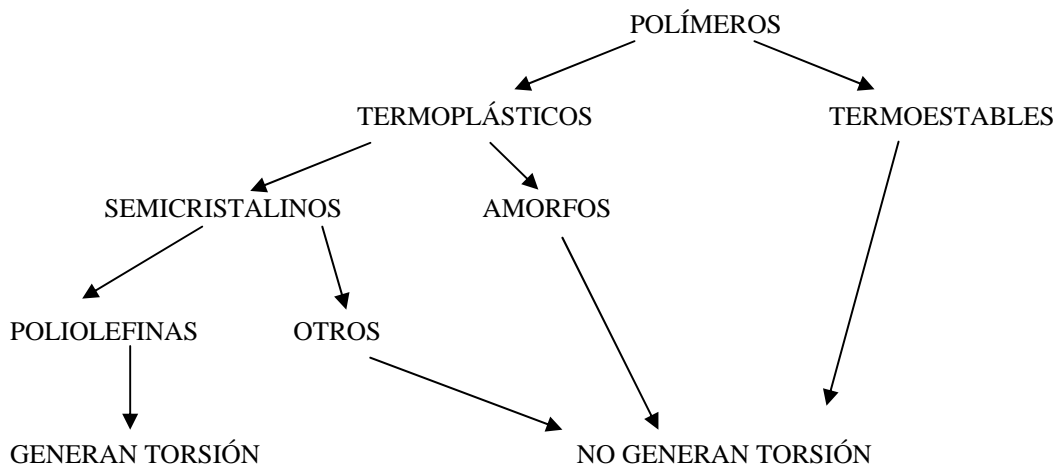 POLÍMEROS
TERMOPLÁSTICOS TERMOESTABLES
SEMICRISTALINOS AMORFOS
POLIOLEFINAS OTROS
GENERAN TORSIÓN NO GENERAN TORSIÓN